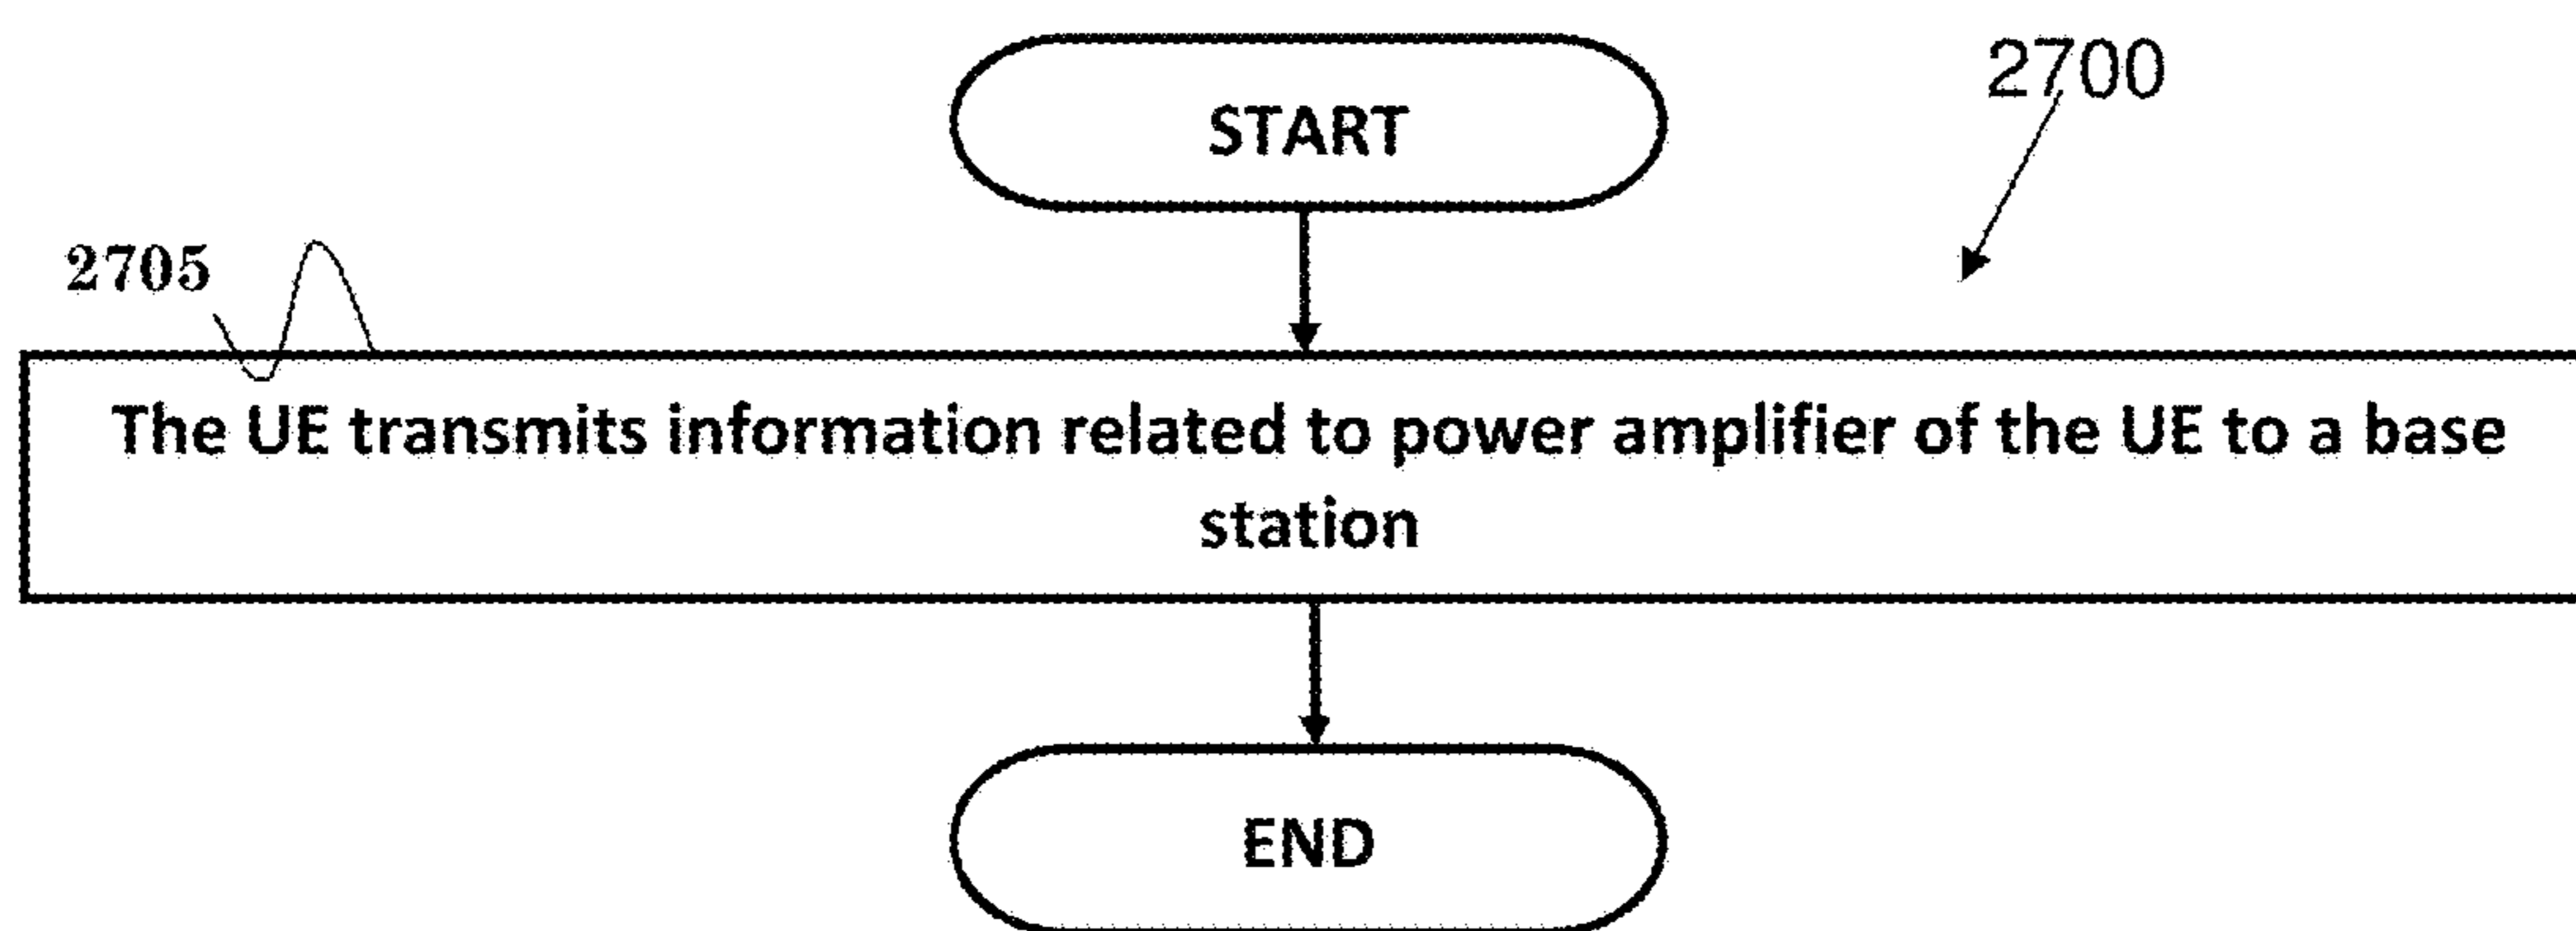 START
2700
2705
The UE transmits information related to power amplifier of the UE to a base
station
END